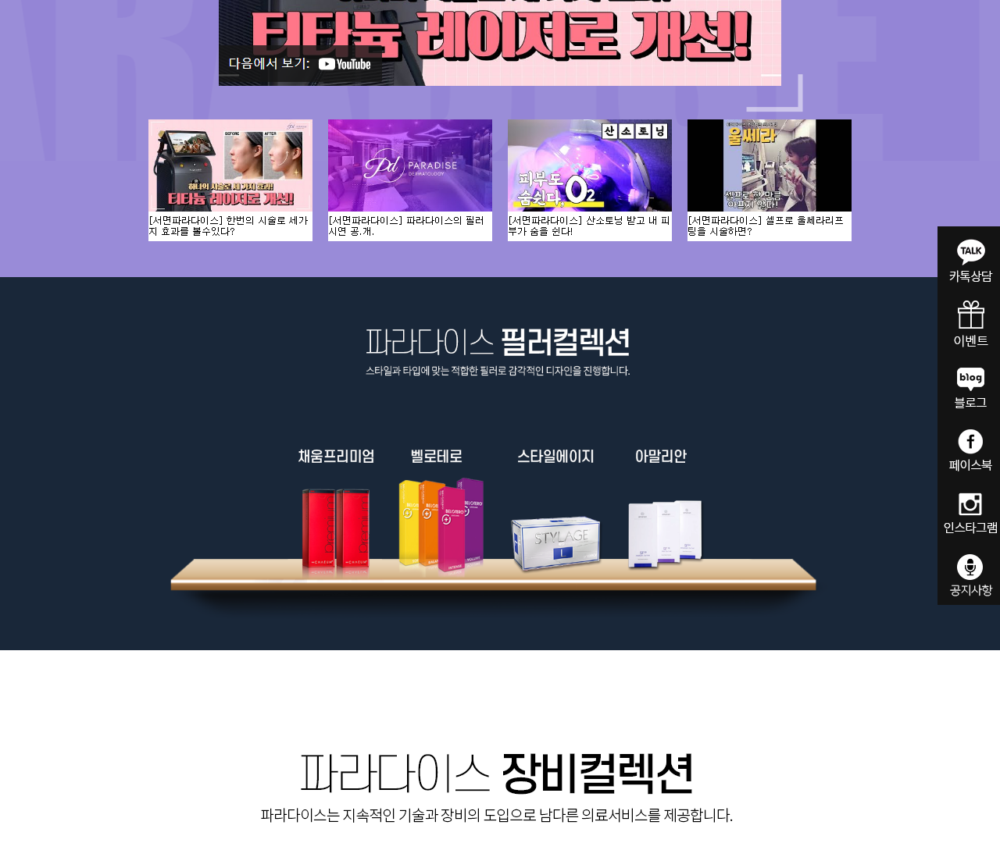 티타늄 레이저로 개선!
다음에서 보기: YouTube
Pd PARADISE
BEFORE AFTER
하나의 시술로 세 가지 효과!
티타늄 레이저로 개선!
Pd PARADISE
DERMATOLOGY
산소토닝
피부도
숨쉰다, O2
울쎄라
셀프로 할 만큼
아프지 않다!
[서면파라다이스] 한번의 시술로 세가
지 효과를 볼수있다?
[서면파라다이스] 파라다이스의 필러
시연 공.개.
[서면파라다이스] 산소토닝 받고 내 피
부가 숨을 쉰다!
[서면파라다이스] 셀프로 울쎄라리프
팅을 시술하면?
TALK
카톡상담
이벤트
blog
블로그
페이스북
인스타그램
공지사항
파라다이스 필러컬렉션
스타일과 타입에 맞는 적합한 필러로 감각적인 디자인을 진행합니다.
채움프리미엄 벨로테로 스타일에이지 아말리안
CHAEUM CHAEUM
BELOTERO BELOTERO BELOTERO BELOTERO
INTENSE VOLUME
STYLAGE
L
파라다이스 장비컬렉션
파라다이스는 지속적인 기술과 장비의 도입으로 남다른 의료서비스를 제공합니다.